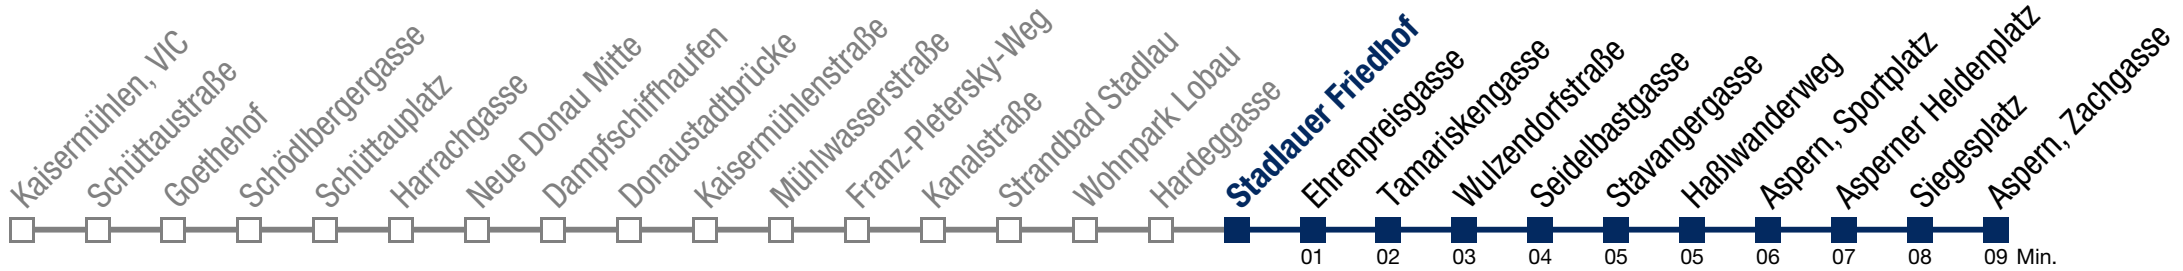 Kaisermühlen, VIC
Schüttaustraße
Goethehof
Schödlbergergasse
Schüttauplatz
Harrachgasse
Neue Donau Mitte
Dampfschiffhaufen
Donaustadtbrücke
Kaisermühlenstraße
Mühlwasserstraße
Franz-Pletersky-Weg
Kanalstraße
Strandbad Stadlau
Wohnpark Lobau
Hardeggasse
Stadlauer Friedhof
Ehrenpreisgasse
Tamariskengasse
Wulzendorfstraße
Seidelbastgasse
Stavangergasse
Haßlwanderweg
Aspern, Sportplatz
Asperner Heldenplatz
Siegesplatz
Aspern, Zachgasse
01 02 03 04 05 05 06 07 08 09 Min.